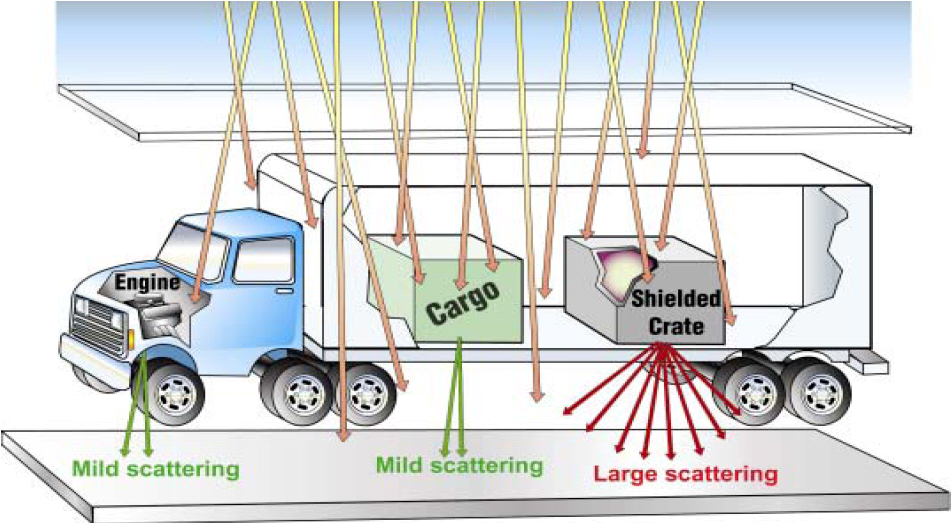 Engine
Cargo
Shielded
Crate
Mild scattering
Mild scattering
Large scattering